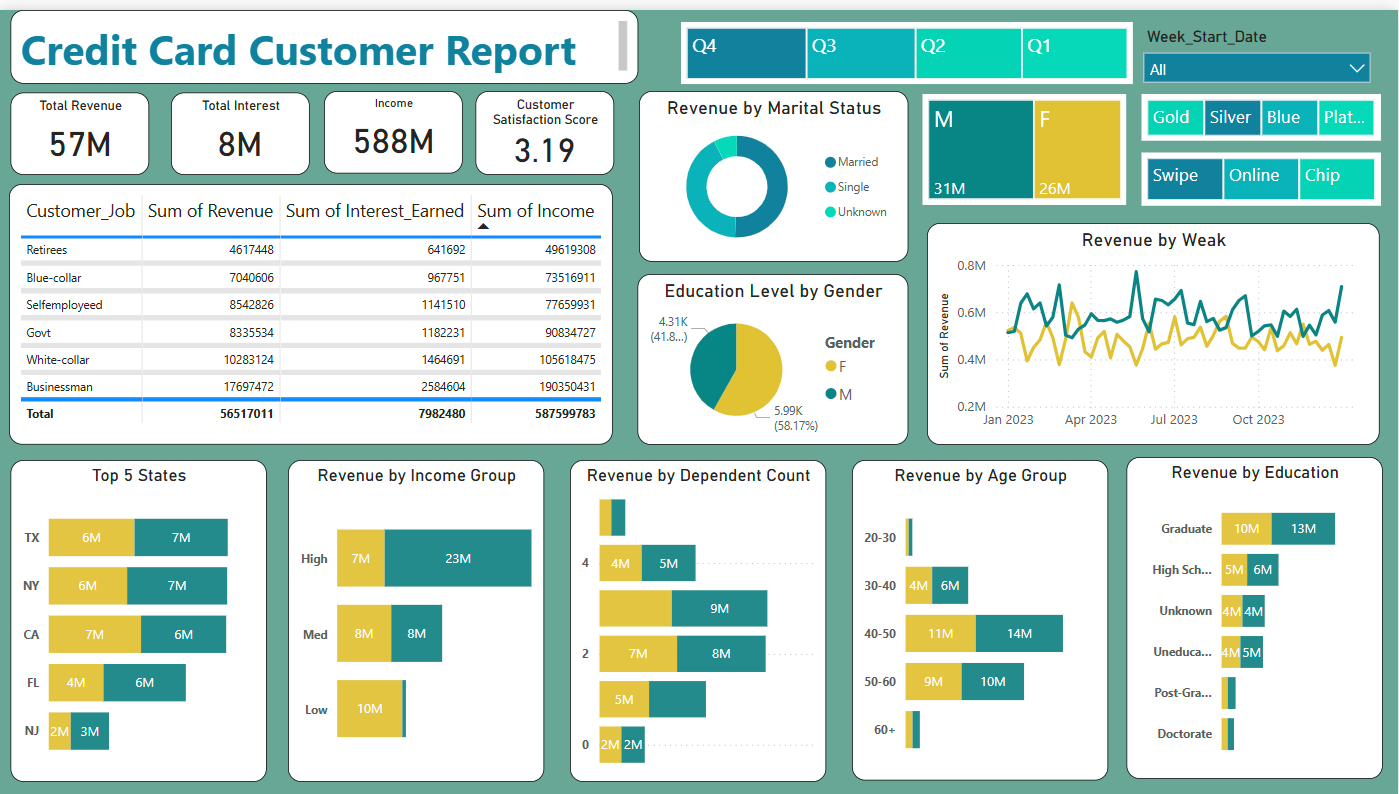 Credit Card Customer Report
Q4 Q3 Q2 Q1
Week_Start_Date
All
Total Revenue
57M
Total Interest
8M
Income
588M
Customer
Satisfaction Score
3.19
Revenue by Marital Status
Married
Single
Unknown
M
31M
F
26M
Gold Silver Blue Plat...
Swipe Online Chip
Customer_Job Sum of Revenue Sum of Interest_Earned Sum of Income
Retirees 4617448 641692 49619308
Blue-collar 7040606 967751 73516911
Selfemployeed 8542826 1141510 77659931
Govt 8335534 1182231 90834727
White-collar 10283124 1464691 105618475
Businessman 17697472 2584604 190350431
Total 56517011 7982480 587599783
Education Level by Gender
4.31K
(41.8...)
5.99K
(58.17%)
Gender
F
M
Revenue by Weak
Sum of Revenue
0.8M
0.6M
0.4M
0.2M
Jan 2023 Apr 2023 Jul 2023 Oct 2023
Top 5 States
TX 6M 7M
NY 6M 7M
CA 7M 6M
FL 4M 6M
NJ 2M 3M
Revenue by Income Group
High 7M 23M
Med 8M 8M
Low 10M
Revenue by Dependent Count
4 4M 5M
9M
2 7M 8M
5M
0 2M 2M
Revenue by Age Group
20-30
30-40 4M 6M
40-50 11M 14M
50-60 9M 10M
60+
Revenue by Education
Graduate 10M 13M
High Sch... 5M 6M
Unknown 4M 4M
Uneduca... 4M 5M
Post-Gra...
Doctorate